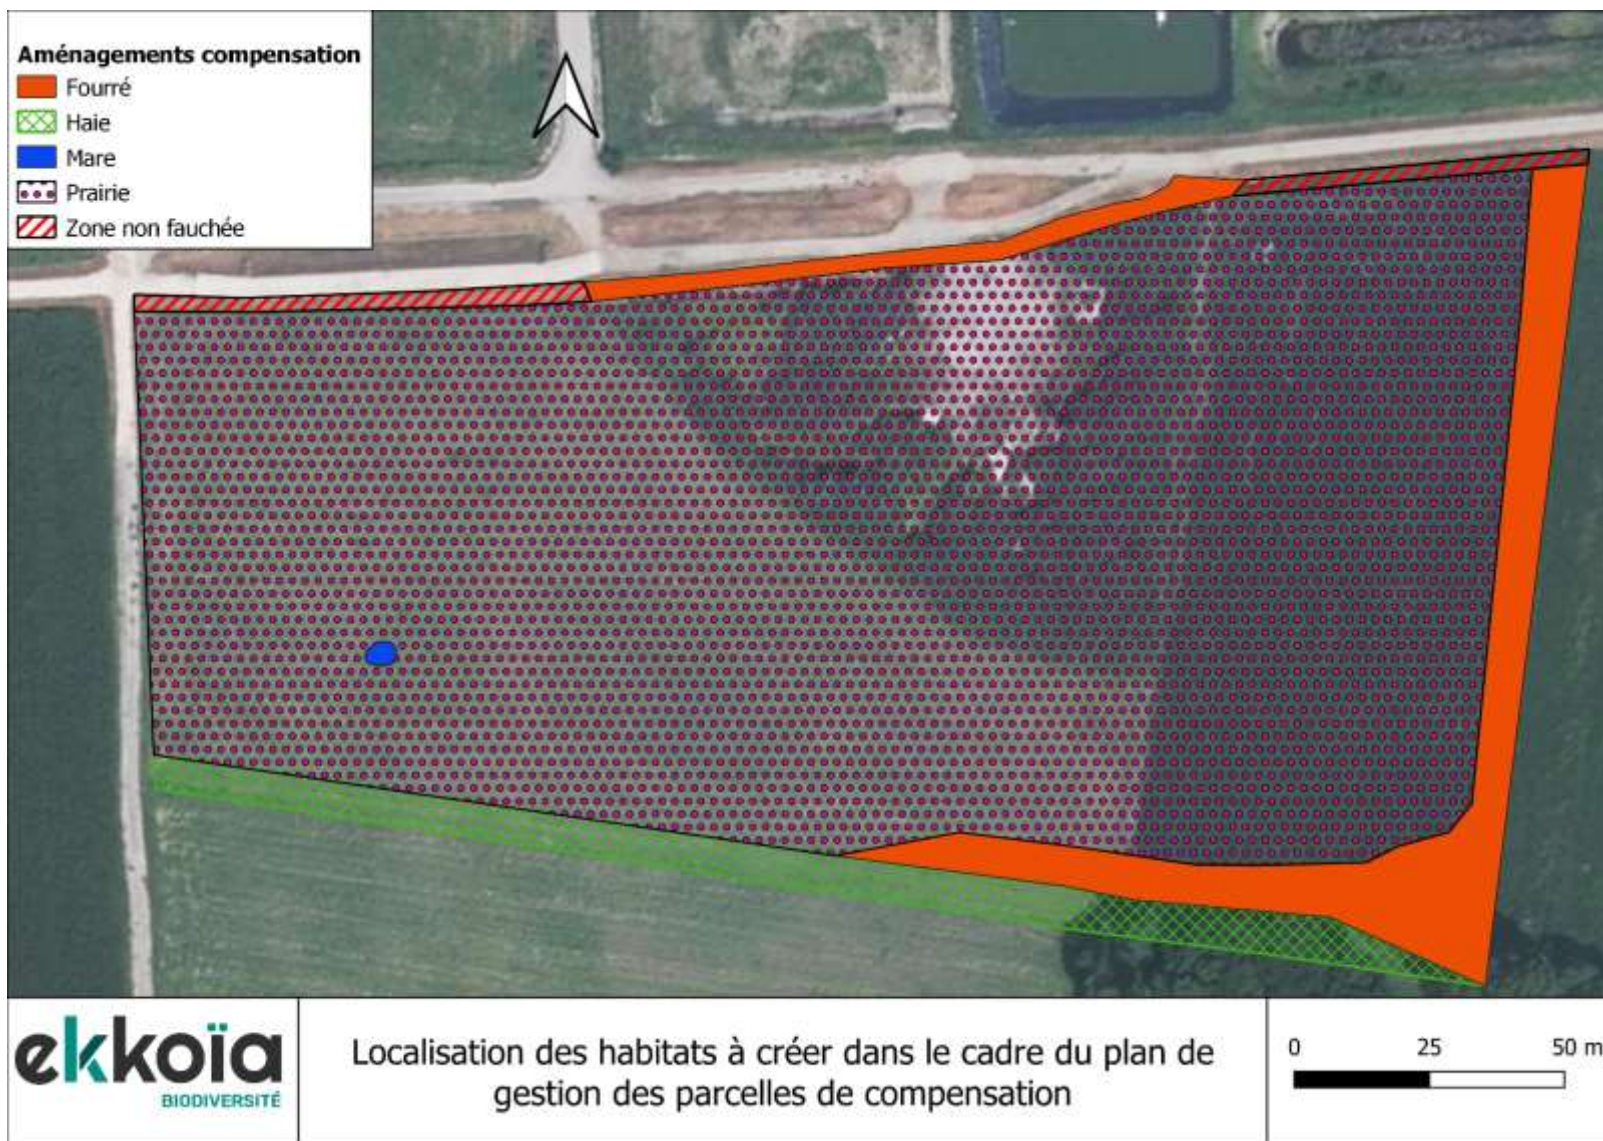 Aménagements compensation
Fourré
Haie
Mare
Prairie
Zone non fauchée
ekkoïa
BIODIVERSITÉ
Localisation des habitats à créer dans le cadre du plan de
gestion des parcelles de compensation
0 25 50 m